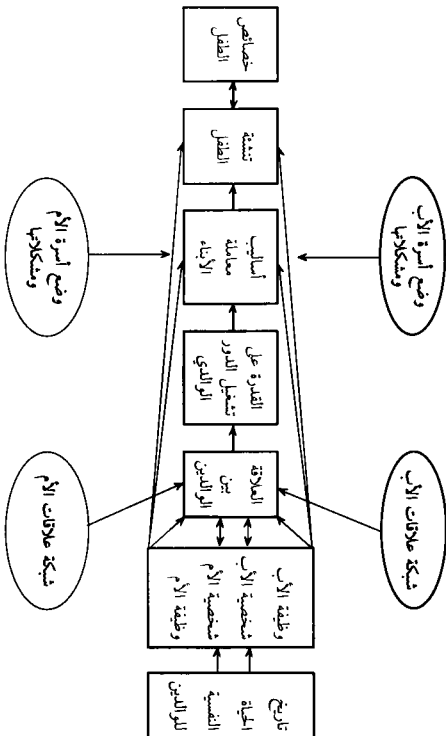 تاريخ
الحياة
النفسية
للوالدين
وظيفة الأب
شخصية الأب
شخصية الأم
وظيفة الأم
العلاقة
بين
الوالدين
القدرة على
تشغيل الدور
الوالدي
أساليب
معاملة
الأبناء
تنشئة
الطفل
خصائص
الطفل
شبكة علاقات الأب
وضع أسرة الأب
ومشكلاتها
شبكة علاقات الأم
وضع أسرة الأم
ومشكلاتها